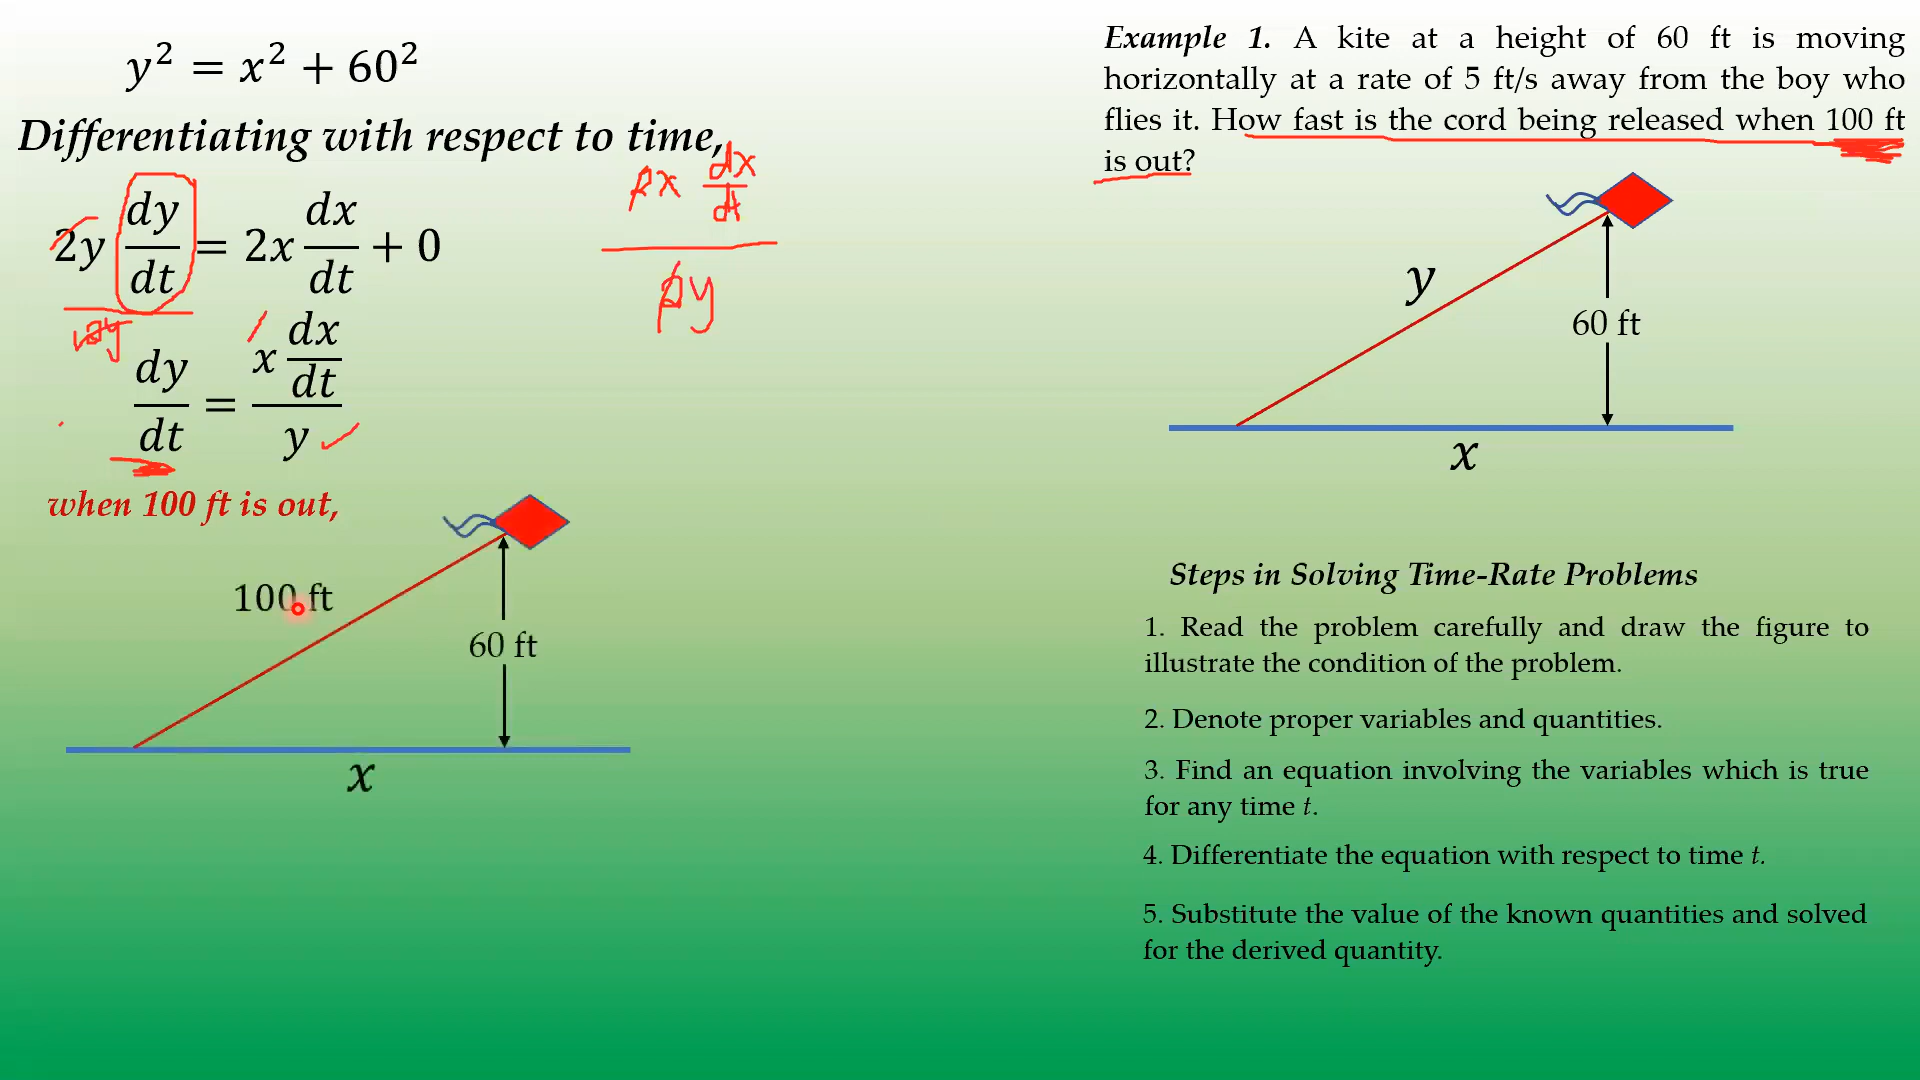 y² = x² + 60²
Differentiating with respect to time,
2y dy/dt = 2x dx/dt + 0
2x dx/dt
2y
2y
dy/dt = x dx/dt / y
when 100 ft is out,
100 ft
60 ft
x
Example 1. A kite at a height of 60 ft is moving
horizontally at a rate of 5 ft/s away from the boy who
flies it. How fast is the cord being released when 100 ft
is out?
y
60 ft
x
Steps in Solving Time-Rate Problems
1. Read the problem carefully and draw the figure to
illustrate the condition of the problem.
2. Denote proper variables and quantities.
3. Find an equation involving the variables which is true
for any time t.
4. Differentiate the equation with respect to time t.
5. Substitute the value of the known quantities and solved
for the derived quantity.